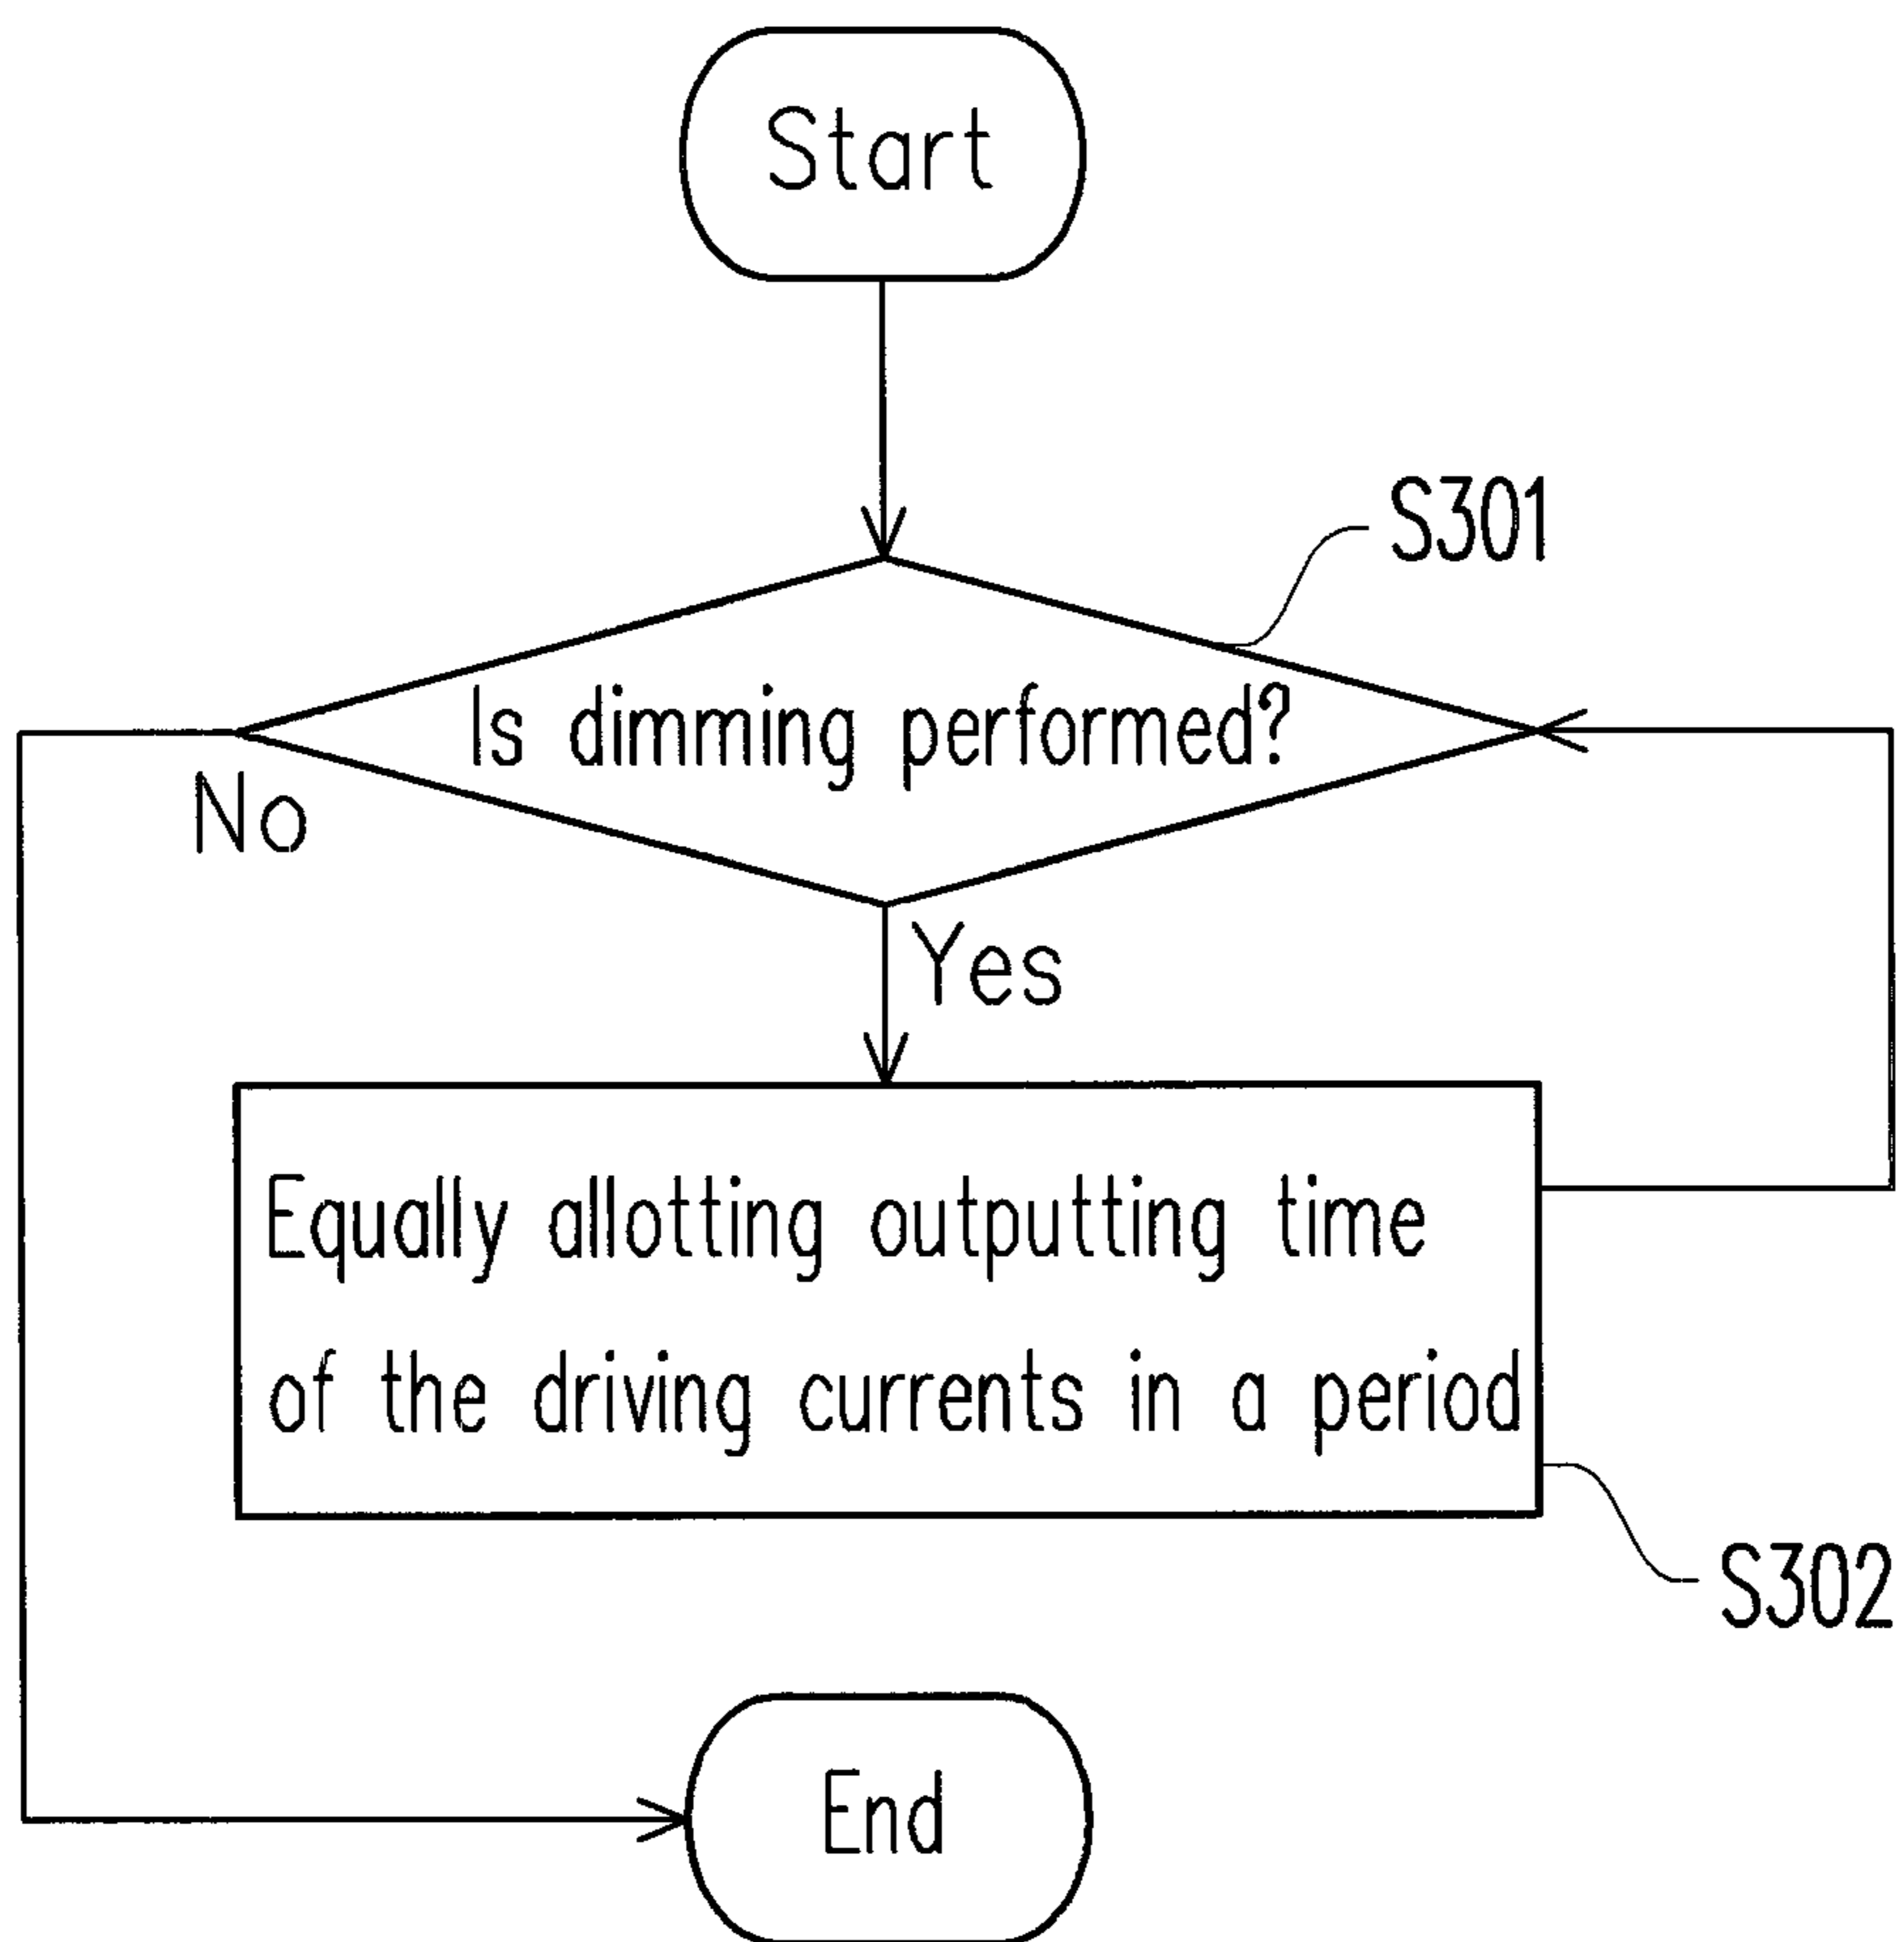 Start
S301
Is dimming performed?
No
Yes
Equally allotting outputting time
of the driving currents in a period
S302
End